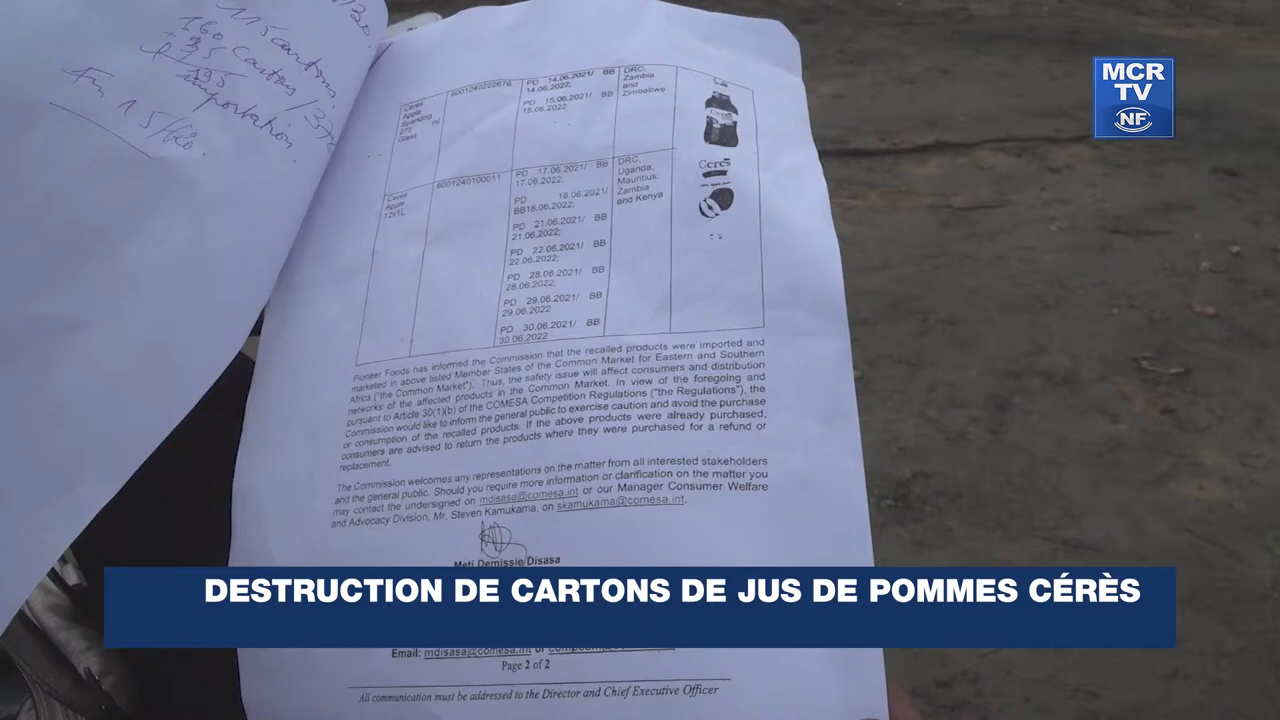 115 cartons.
160 Cartons
195
importation.
MCR
TV
NF
Ceres
Apple
Sparkling
275 ml
Glass
6001240222676
PD 14.06.2021/ BB
14.06.2022;
PD 15.06.2021/ BB
15.06.2022
DRC,
Zambia
and
Zimbabwe
Ceres
Ceres
Apple
12x1L
6001240100011
PD 17.06.2021/ BB
17.06.2022;
PD 18.06.2021/
BB18.06.2022;
PD 21.06.2021/ BB
21.06.2022;
PD 22.06.2021/ BB
22.06.2022;
PD 28.06.2021/ BB
28.06.2022;
PD 29.06.2021/ BB
29.06.2022
PD 30.06.2021/ BB
30.06.2022
DRC,
Uganda;
Mauritius;
Zambia
and Kenya
Pioneer Foods has informed the Commission that the recalled products were imported and
marketed in above listed Member States of the Common Market for Eastern and Southern
Africa ("the Common Market"). Thus, the safety issue will affect consumers and distribution
networks of the affected products in the Common Market. In view of the foregoing and
pursuant to Article 30(1)(b) of the COMESA Competition Regulations ("the Regulations"), the
Commission would like to inform the general public to exercise caution and avoid the purchase
or consumption of the recalled products. If the above products were already purchased,
consumers are advised to return the products where they were purchased for a refund or
replacement.
The Commission welcomes any representations on the matter from all interested stakeholders
and the general public. Should you require more information or clarification on the matter you
may contact the undersigned on mdisasa@comesa.int or our Manager Consumer Welfare
and Advocacy Division, Mr. Steven Kamukama, on skamukama@comesa.int.
Meti Demissie Disasa
DESTRUCTION DE CARTONS DE JUS DE POMMES CÉRÈS
Email: mdisasa@comesa.int or
Page 2 of 2
All communication must be addressed to the Director and Chief Executive Officer